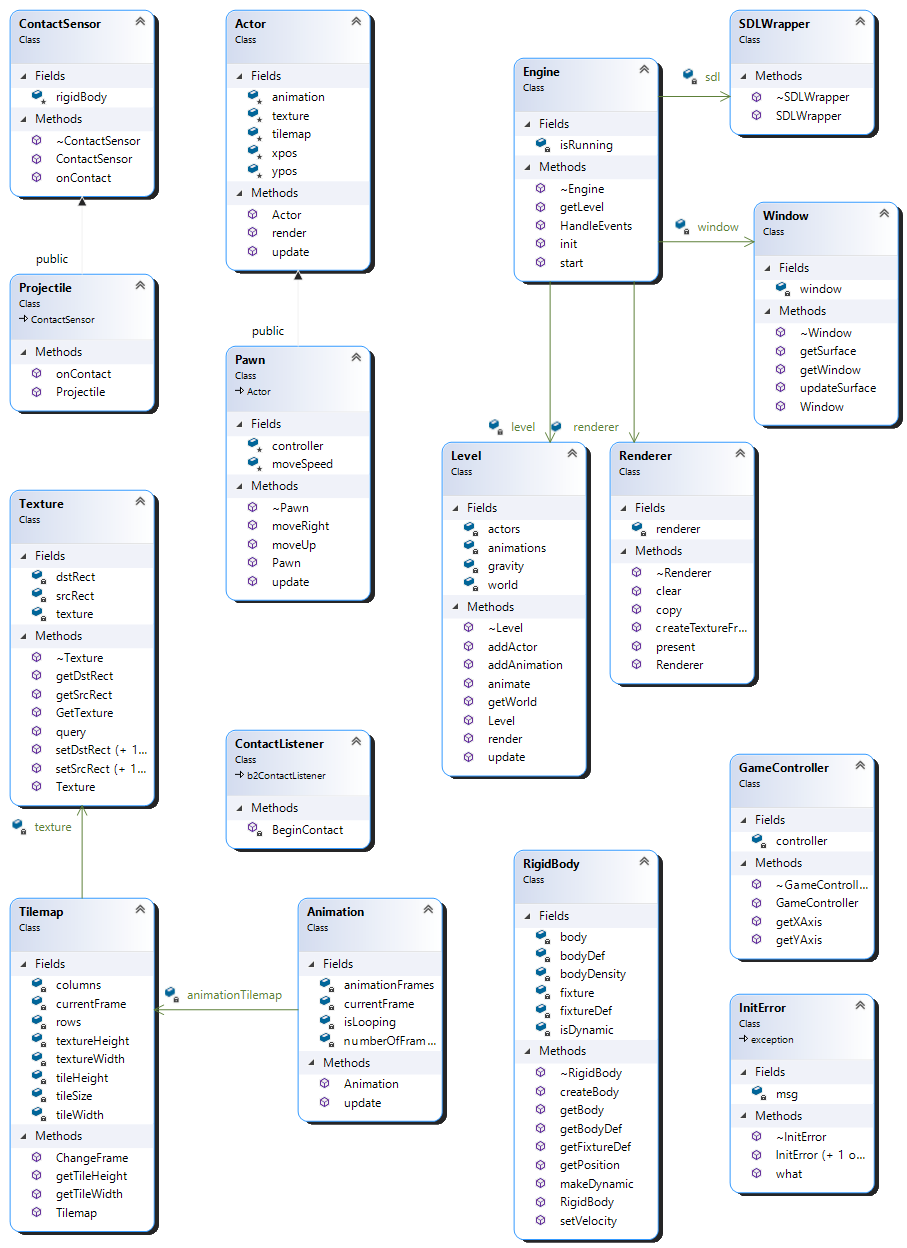 ContactSensor
Class
Fields
rigidBody
Methods
~ContactSensor
ContactSensor
onContact
public
Projectile
Class
ContactSensor
Methods
onContact
Projectile
Actor
Class
Fields
animation
texture
tilemap
xpos
ypos
Methods
Actor
render
update
public
Pawn
Class
Actor
Fields
controller
moveSpeed
Methods
~Pawn
moveRight
moveUp
Pawn
update
Engine
Class
Fields
isRunning
Methods
~Engine
getLevel
HandleEvents
init
start
sdl
SDLWrapper
Class
Methods
~SDLWrapper
SDLWrapper
window
Window
Class
Fields
window
Methods
~Window
getSurface
getWindow
updateSurface
Window
level
renderer
Level
Class
Fields
actors
animations
gravity
world
Methods
~Level
addActor
addAnimation
animate
getWorld
Level
render
update
Renderer
Class
Fields
renderer
Methods
~Renderer
clear
copy
createTextureFr...
present
Renderer
Texture
Class
Fields
dstRect
srcRect
texture
Methods
~Texture
getDstRect
getSrcRect
GetTexture
query
setDstRect (+ 1...
setSrcRect (+ 1...
Texture
texture
ContactListener
Class
b2ContactListener
Methods
BeginContact
Tilemap
Class
Fields
columns
currentFrame
rows
textureHeight
textureWidth
tileHeight
tileSize
tileWidth
Methods
ChangeFrame
getTileHeight
getTileWidth
Tilemap
animationTilemap
Animation
Class
Fields
animationFrames
currentFrame
isLooping
numberOfFram...
Methods
Animation
update
RigidBody
Class
Fields
body
bodyDef
bodyDensity
fixture
fixtureDef
isDynamic
Methods
~RigidBody
createBody
getBody
getBodyDef
getFixtureDef
getPosition
makeDynamic
RigidBody
setVelocity
GameController
Class
Fields
controller
Methods
~GameControll...
GameController
getXAxis
getYAxis
InitError
Class
exception
Fields
msg
Methods
~InitError
InitError (+ 1 o...
what